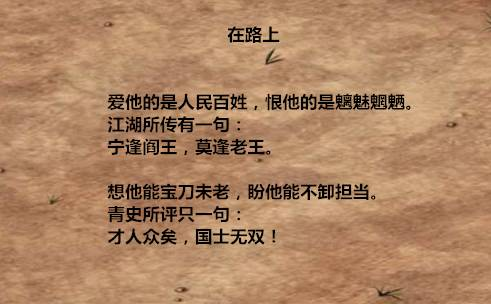 在路上
爱他的是人民百姓，恨他的是魑魅魍魉。
江湖所传有一句：
宁逢阎王，莫逢老王。
想他能宝刀未老，盼他能不卸担当。
青史所评只一句：
才人众矣，国士无双！